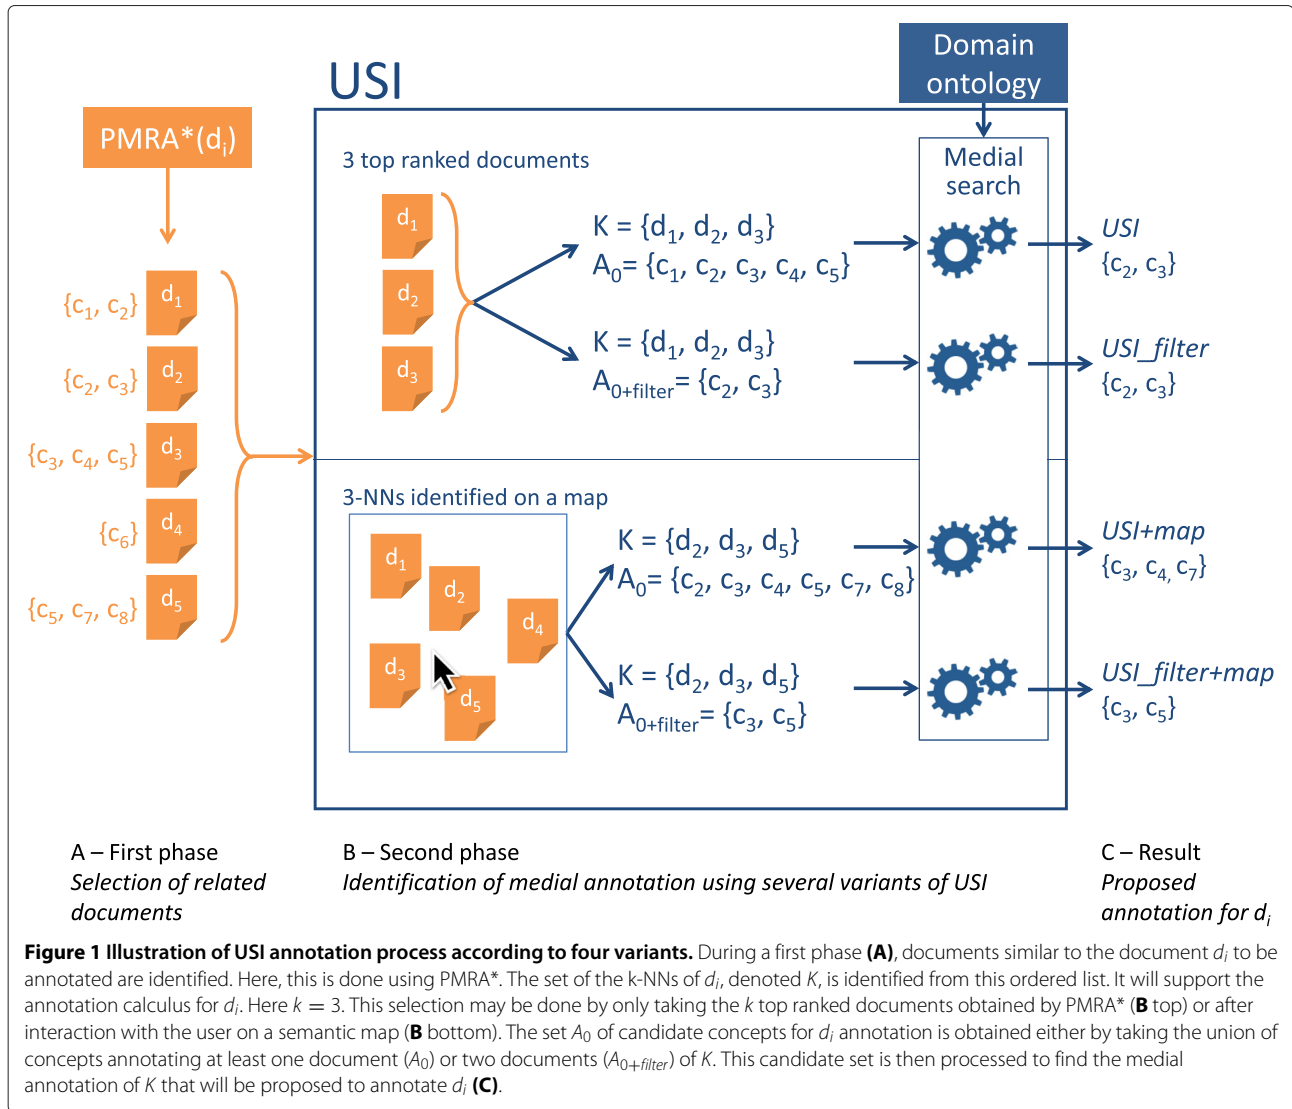 USI
Domain
ontology
PMRA*(dᵢ)
{c₁, c₂}
d₁
{c₂, c₃}
d₂
{c₃, c₄, c₅}
d₃
{c₆}
d₄
{c₅, c₇, c₈}
d₅
3 top ranked documents
d₁
d₂
d₃
K = {d₁, d₂, d₃}
A₀= {c₁, c₂, c₃, c₄, c₅}
K = {d₁, d₂, d₃}
A₀₊filter= {c₂, c₃}
Medial
search
USI
{c₂, c₃}
USI_filter
{c₂, c₃}
3-NNs identified on a map
d₁
d₂
d₄
d₃
d₅
K = {d₂, d₃, d₅}
A₀= {c₂, c₃, c₄, c₅, c₇, c₈}
K = {d₂, d₃, d₅}
A₀₊filter= {c₃, c₅}
USI+map
{c₃, c₄, c₇}
USI_filter+map
{c₃, c₅}
A – First phase
Selection of related
documents
B – Second phase
Identification of medial annotation using several variants of USI
C – Result
Proposed
annotation for dᵢ
Figure 1 Illustration of USI annotation process according to four variants. During a first phase (A), documents similar to the document dᵢ to be
annotated are identified. Here, this is done using PMRA*. The set of the k-NNs of dᵢ, denoted K, is identified from this ordered list. It will support the
annotation calculus for dᵢ. Here k = 3. This selection may be done by only taking the k top ranked documents obtained by PMRA* (B top) or after
interaction with the user on a semantic map (B bottom). The set A₀ of candidate concepts for dᵢ annotation is obtained either by taking the union of
concepts annotating at least one document (A₀) or two documents (A₀₊filter) of K. This candidate set is then processed to find the medial
annotation of K that will be proposed to annotate dᵢ (C).